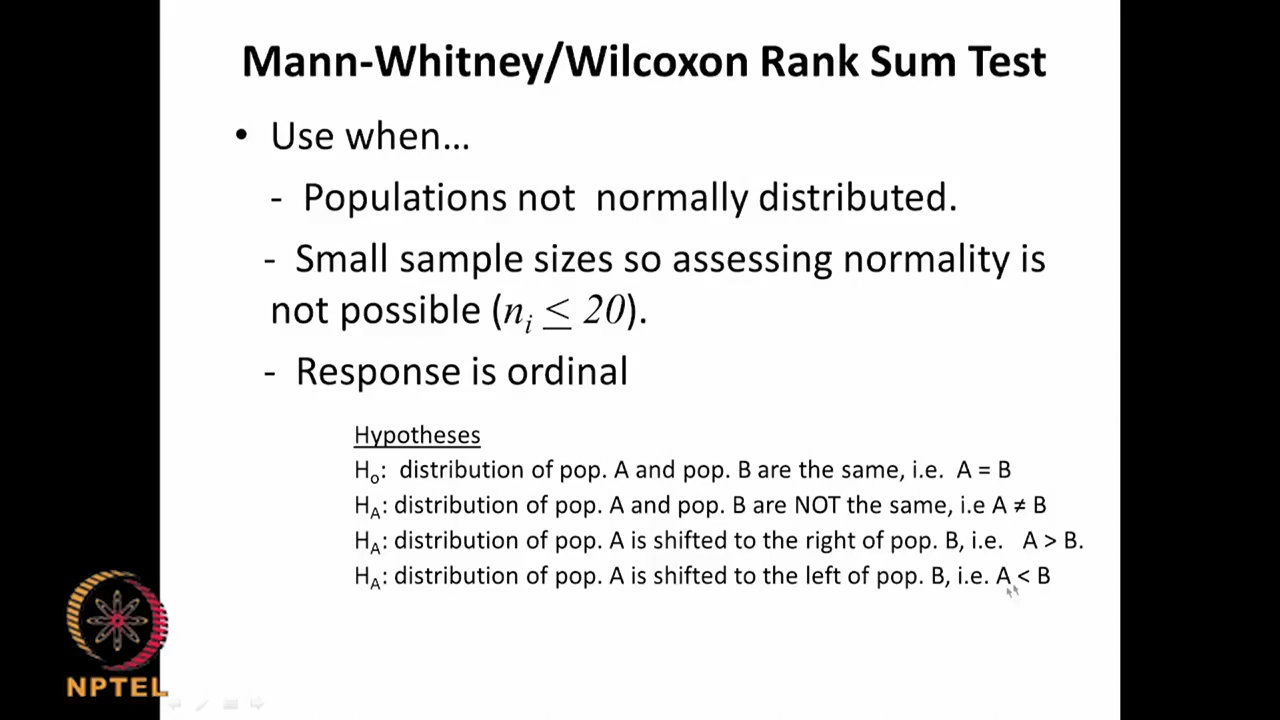 Mann-Whitney/Wilcoxon Rank Sum Test
• Use when…
- Populations not normally distributed.
- Small sample sizes so assessing normality is
not possible (nᵢ ≤ 20).
- Response is ordinal
Hypotheses
Hₒ: distribution of pop. A and pop. B are the same, i.e. A = B
H_A: distribution of pop. A and pop. B are NOT the same, i.e A ≠ B
H_A: distribution of pop. A is shifted to the right of pop. B, i.e. A > B.
H_A: distribution of pop. A is shifted to the left of pop. B, i.e. A < B
NPTEL